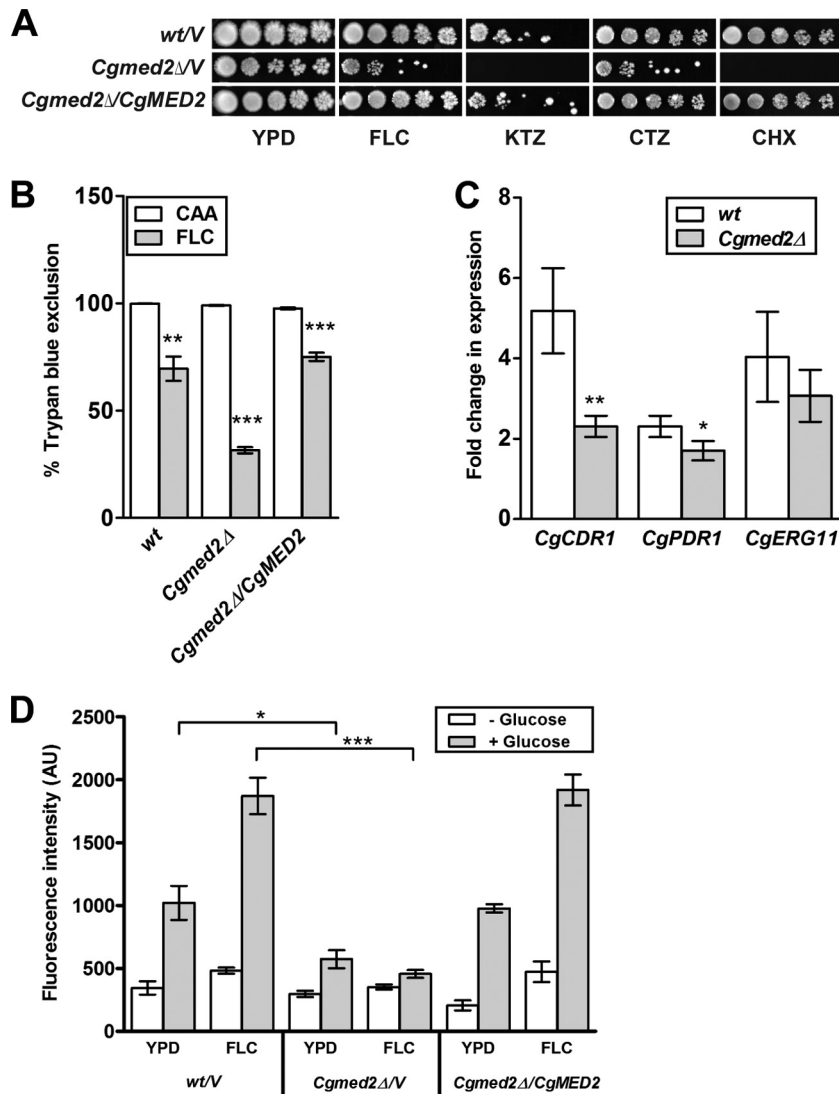 A
wt/V
Cgmed2Δ/V
Cgmed2Δ/CgMED2
YPD FLC KTZ CTZ CHX
B
150
100
50
0
% Trypan blue exclusion
CAA
FLC
** *** ***
wt
Cgmed2Δ
Cgmed2Δ/CgMED2
C
8
6
4
2
0
Fold change in expression
wt
Cgmed2Δ
** *
CgCDR1 CgPDR1 CgERG11
D
2500
2000
1500
1000
500
0
Fluorescence intensity (AU)
- Glucose
+ Glucose
*
***
YPD FLC YPD FLC YPD FLC
wt/V Cgmed2Δ/V Cgmed2Δ/CgMED2